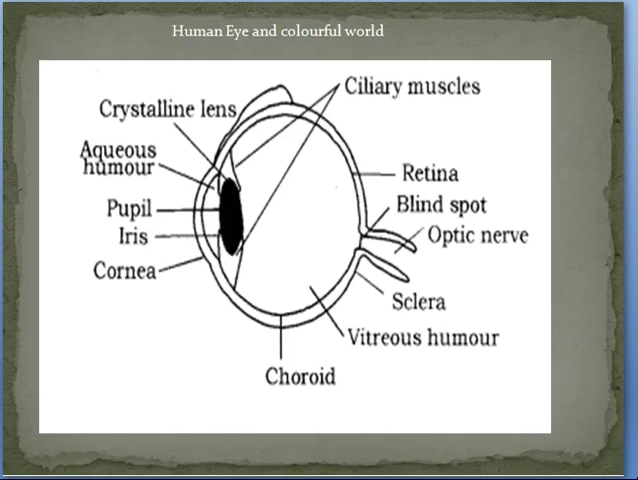 Human Eye and colourful world
Ciliary muscles
Crystalline lens
Aqueous
humour
Retina
Pupil
Blind spot
Iris
Optic nerve
Cornea
Sclera
Vitreous humour
Choroid